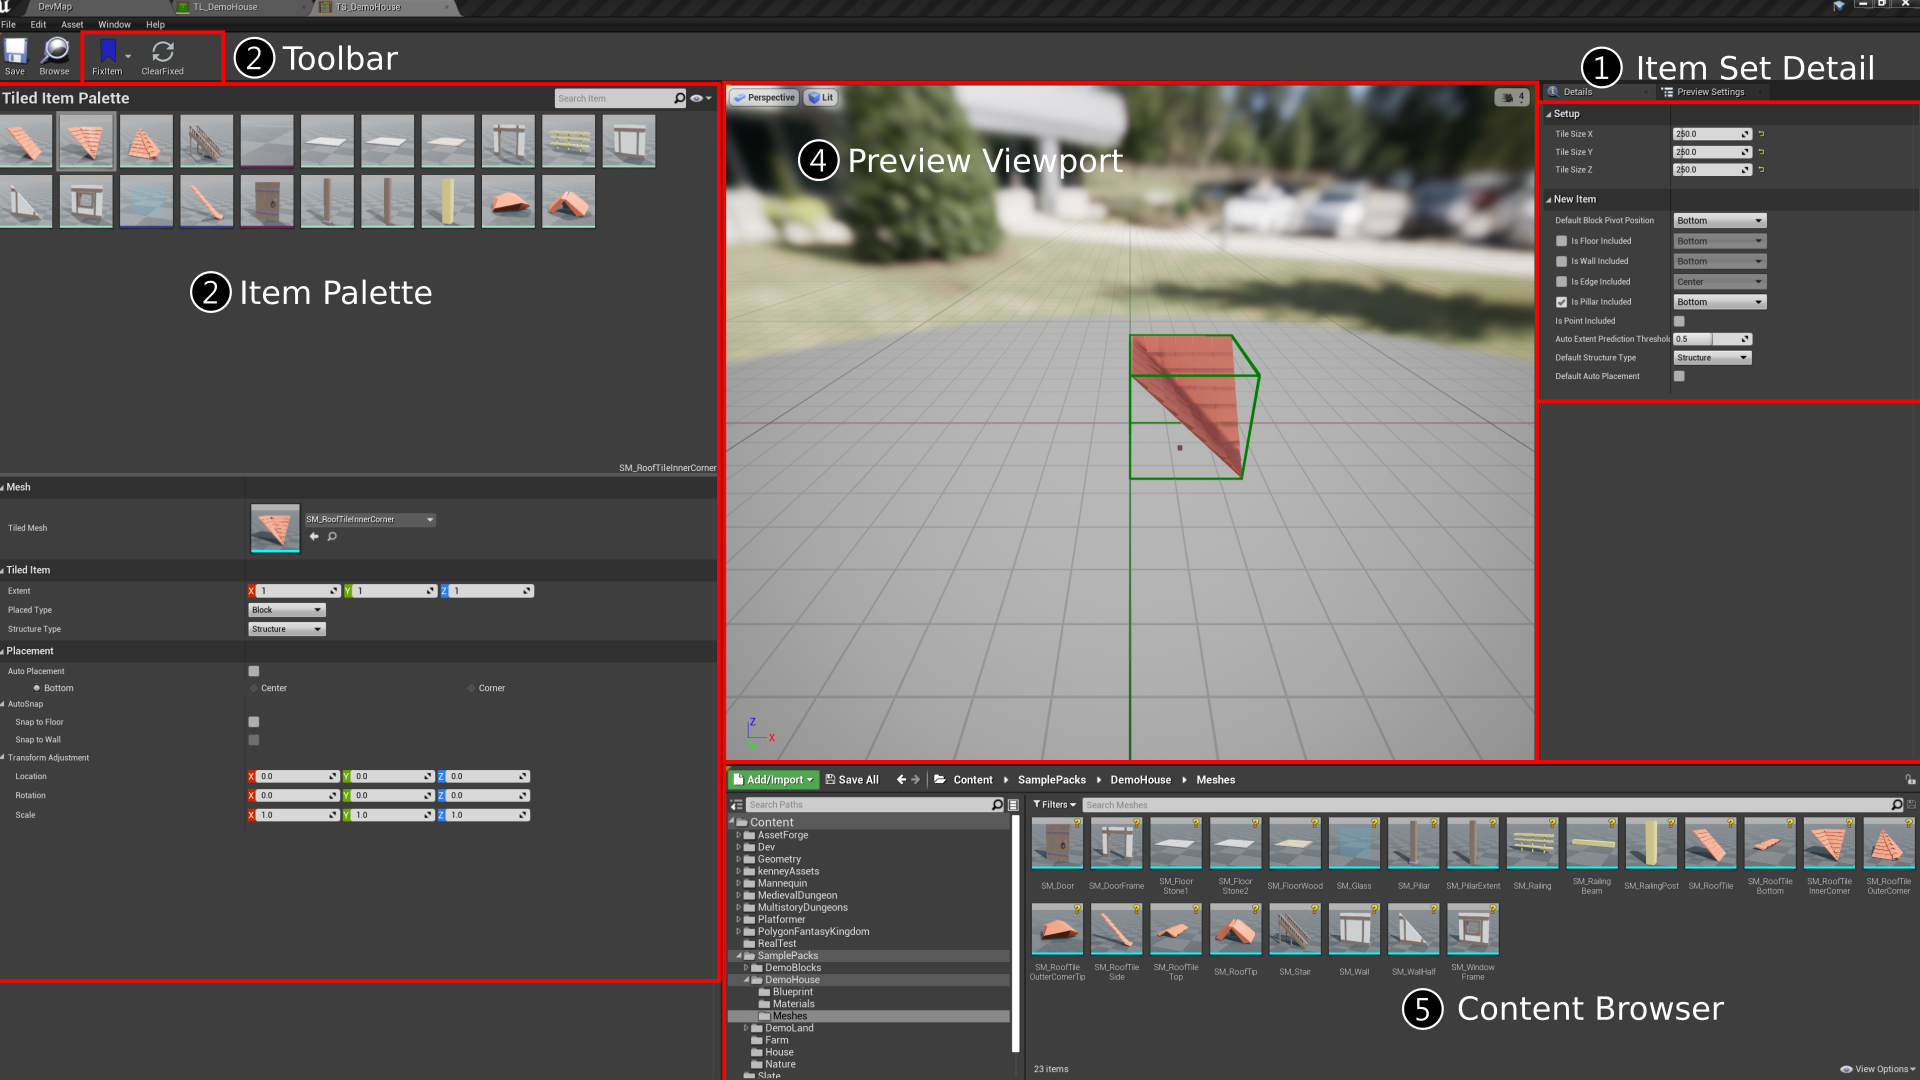 DevMap
TL_DemoHouse
TS_DemoHouse
File Edit Asset Window Help
Save
Browse
FixItem
ClearFixed
2 Toolbar
1 Item Set Detail
Tiled Item Palette
Search Item
2 Item Palette
SM_RoofTileInnerCorner
Mesh
Tiled Mesh
SM_RoofTileInnerCorner
Tiled Item
Extent X 1 Y 1 Z 1
Placed Type Block
Structure Type Structure
Placement
Auto Placement
Bottom Center Corner
AutoSnap
Snap to Floor
Snap to Wall
Transform Adjustment
Location X 0.0 Y 0.0 Z 0.0
Rotation X 0.0 Y 0.0 Z 0.0
Scale X 1.0 Y 1.0 Z 1.0
Perspective Lit
4
4 Preview Viewport
Z
X
Y
Details
Preview Settings
Setup
Tile Size X 250.0
Tile Size Y 250.0
Tile Size Z 250.0
New Item
Default Block Pivot Position Bottom
Is Floor Included Bottom
Is Wall Included Bottom
Is Edge Included Center
Is Pillar Included Bottom
Is Point Included
Auto Extent Prediction Threshol 0.5
Default Structure Type Structure
Default Auto Placement
Add/Import Save All Content SamplePacks DemoHouse Meshes
Search Paths
Content
AssetForge
Dev
Geometry
kenneyAssets
Mannequin
MedievalDungeon
MultistoryDungeons
Platformer
PolygonFantasyKingdom
RealTest
SamplePacks
DemoBlocks
DemoHouse
Blueprint
Materials
Meshes
DemoLand
Farm
House
Nature
Slate
Filters
Search Meshes
SM_Door
SM_DoorFrame
SM_Floor
Stone1
SM_Floor
Stone2
SM_FloorWood
SM_Glass
SM_Pillar
SM_PillarExtent
SM_Railing
SM_Railing
Beam
SM_RailingPost
SM_RoofTile
SM_RoofTile
Bottom
SM_RoofTile
InnerCorner
SM_RoofTile
OuterCorner
SM_RoofTile
OutterCornerTip
SM_RoofTile
Side
SM_RoofTile
Top
SM_RoofTip
SM_Stair
SM_Wall
SM_WallHalf
SM_Window
Frame
5 Content Browser
23 items
View Options